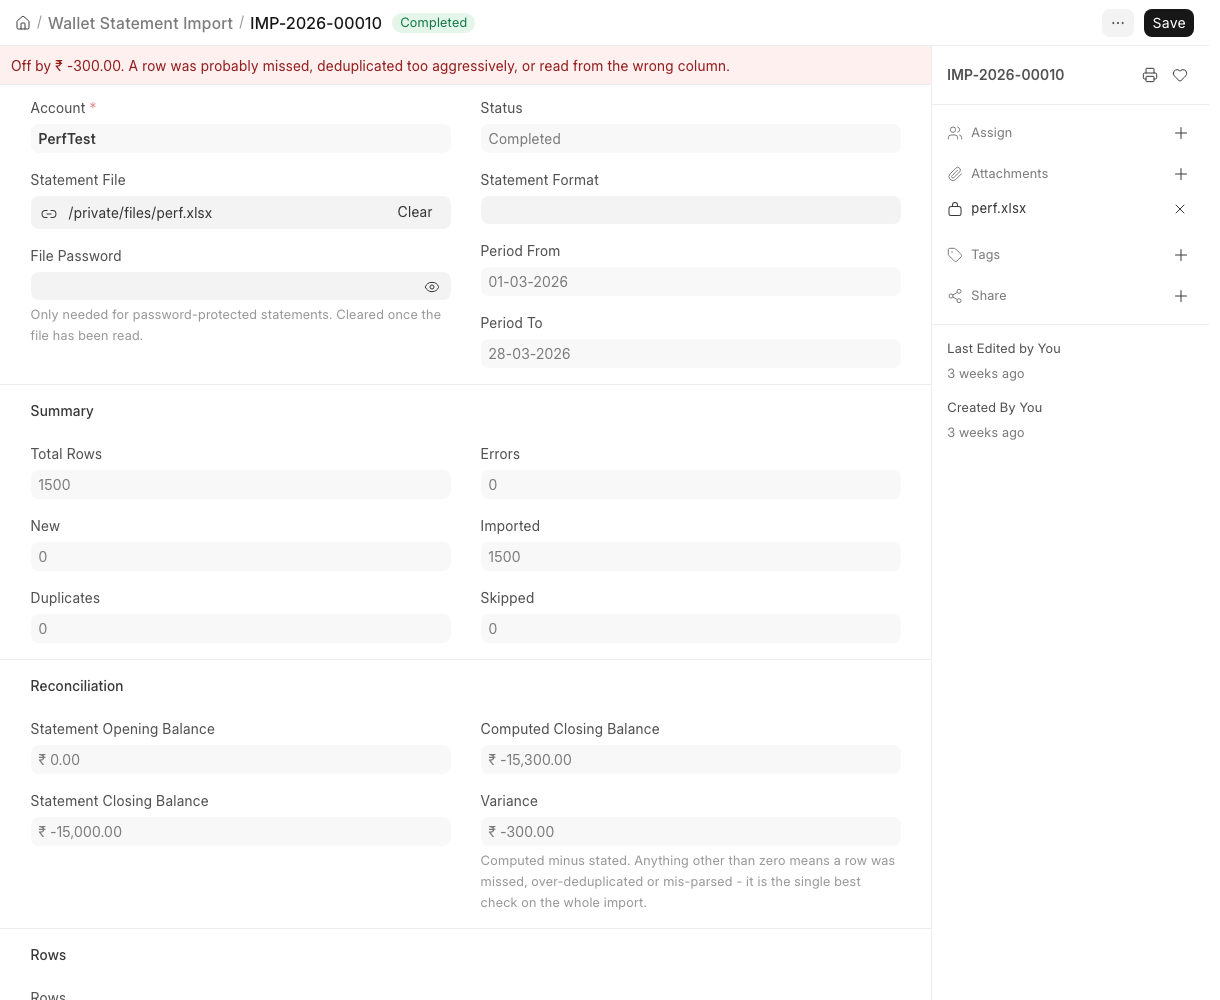 / Wallet Statement Import / IMP-2026-00010 Completed ... Save
Off by ₹ -300.00. A row was probably missed, deduplicated too aggressively, or read from the wrong column.
Account *
PerfTest
Statement File
/private/files/perf.xlsx Clear
File Password
Only needed for password-protected statements. Cleared once the
file has been read.
Status
Completed
Statement Format
Period From
01-03-2026
Period To
28-03-2026
Summary
Total Rows
1500
New
0
Duplicates
0
Errors
0
Imported
1500
Skipped
0
Reconciliation
Statement Opening Balance
₹ 0.00
Statement Closing Balance
₹ -15,000.00
Computed Closing Balance
₹ -15,300.00
Variance
₹ -300.00
Computed minus stated. Anything other than zero means a row was
missed, over-deduplicated or mis-parsed - it is the single best
check on the whole import.
Rows
Rows
IMP-2026-00010
Assign
Attachments
perf.xlsx
Tags
Share
Last Edited by You
3 weeks ago
Created By You
3 weeks ago